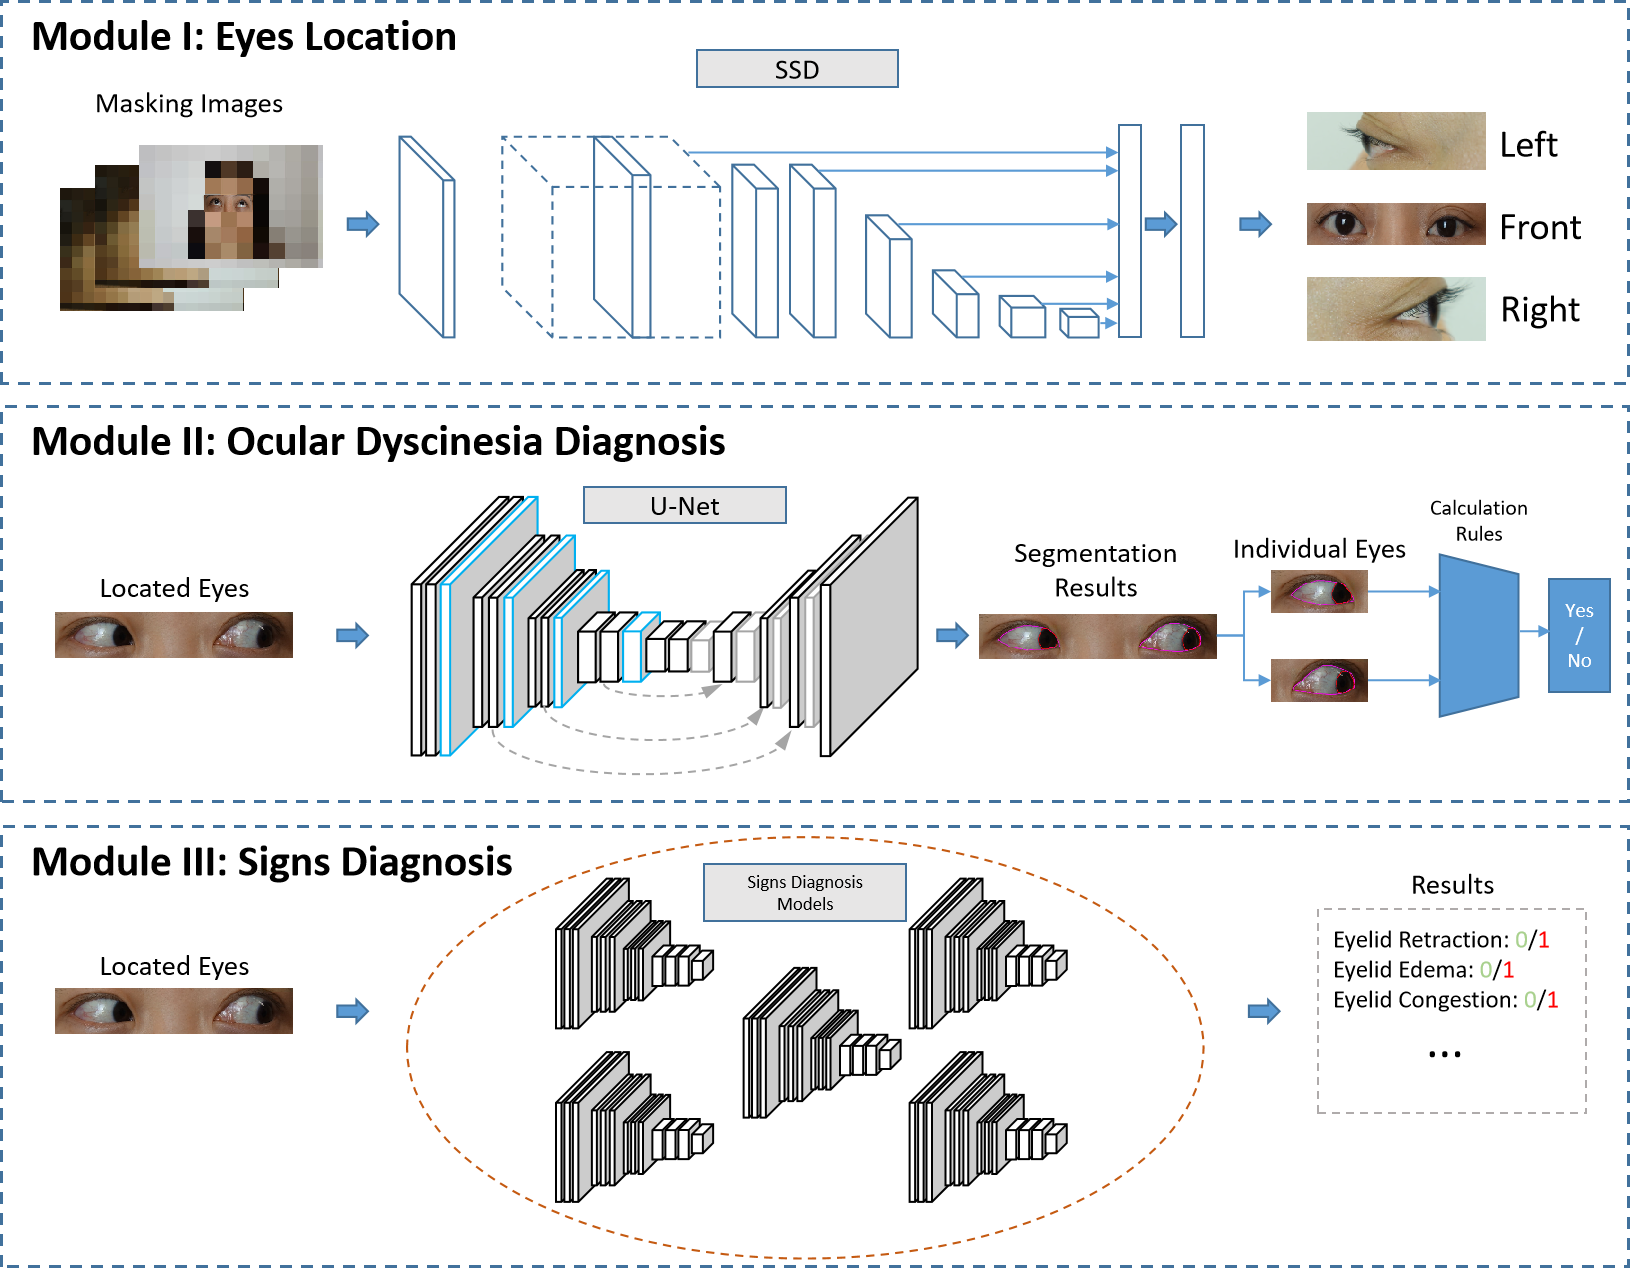 Module I: Eyes Location
SSD
Masking Images
Left
Front
Right
Module II: Ocular Dyscinesia Diagnosis
U-Net
Located Eyes
Segmentation
Results
Individual Eyes
Calculation
Rules
Yes
/
No
Module III: Signs Diagnosis
Signs Diagnosis
Models
Located Eyes
Results
Eyelid Retraction: 0/1
Eyelid Edema: 0/1
Eyelid Congestion: 0/1
...